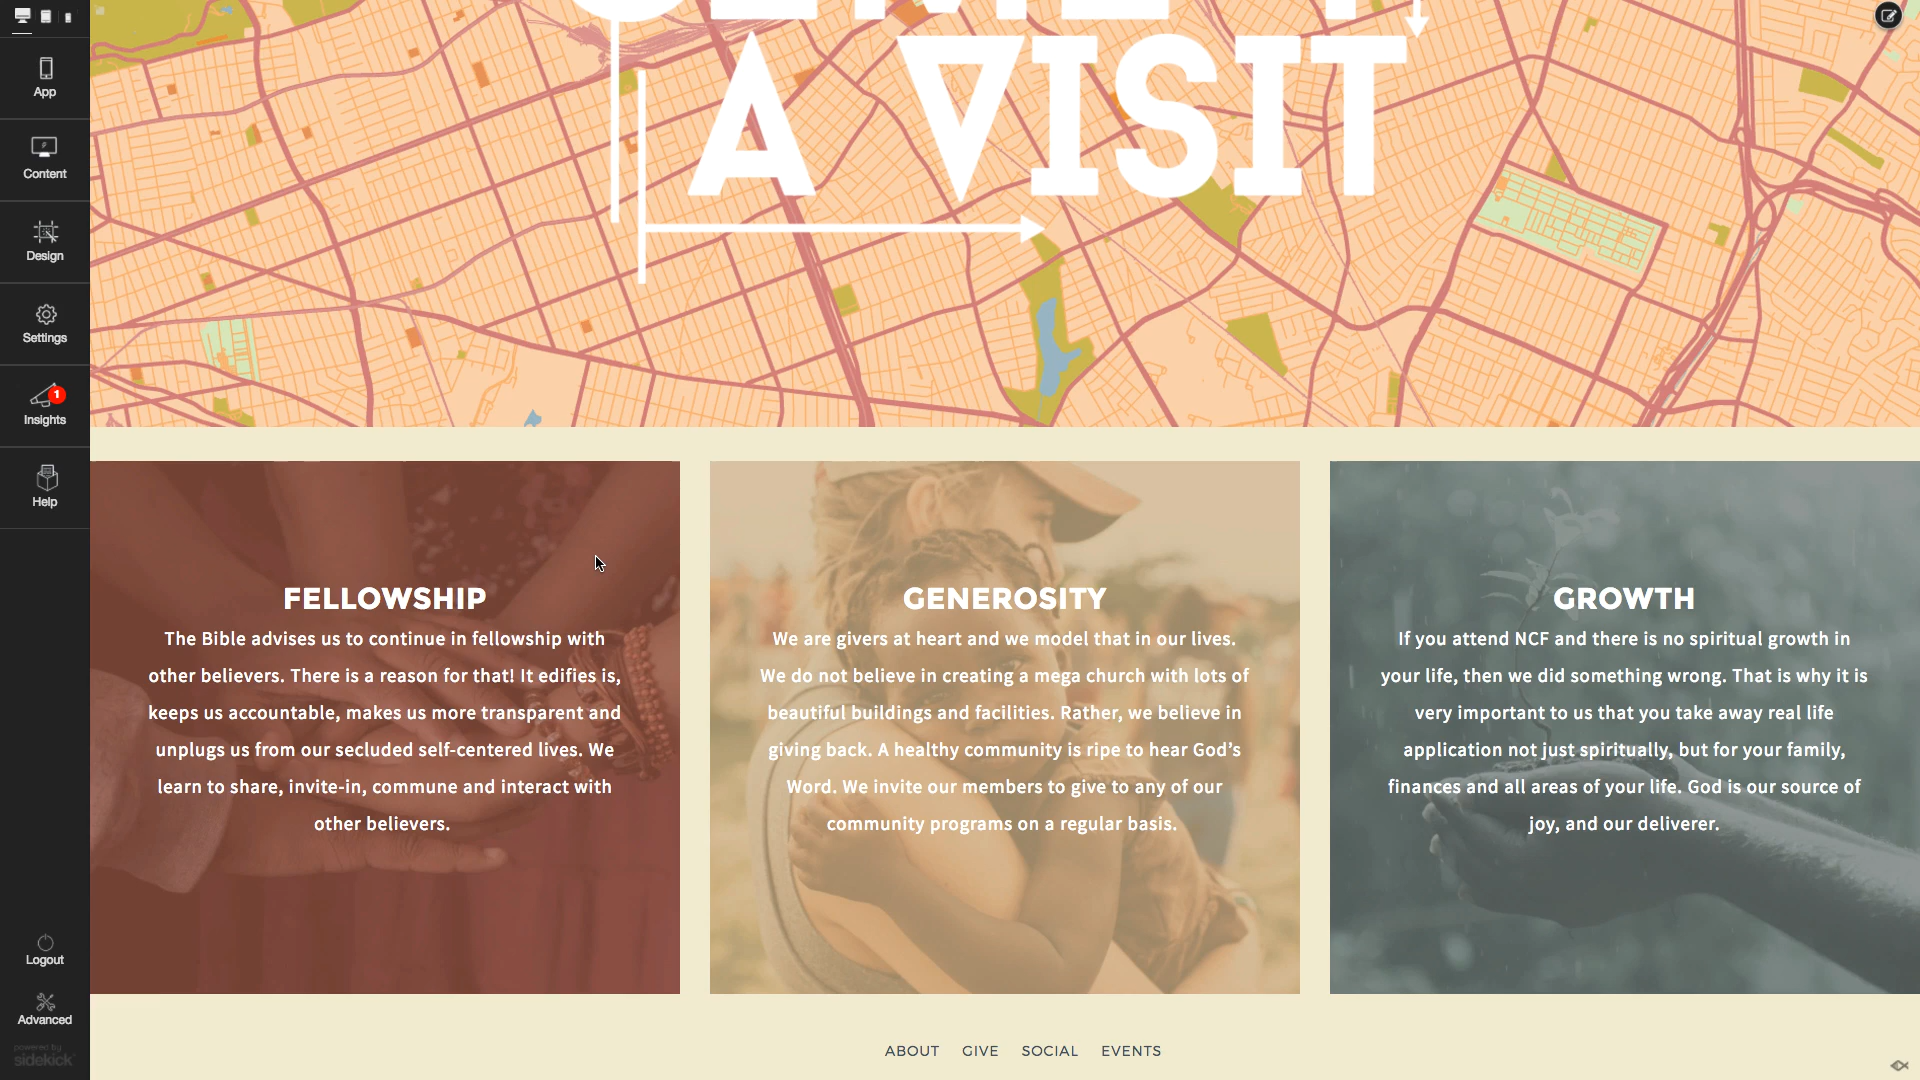 A VISIT
App
Content
Design
Settings
1
Insights
Help
FELLOWSHIP
The Bible advises us to continue in fellowship with
other believers. There is a reason for that! It edifies is,
keeps us accountable, makes us more transparent and
unplugs us from our secluded self-centered lives. We
learn to share, invite-in, commune and interact with
other believers.
GENEROSITY
We are givers at heart and we model that in our lives.
We do not believe in creating a mega church with lots of
beautiful buildings and facilities. Rather, we believe in
giving back. A healthy community is ripe to hear God’s
Word. We invite our members to give to any of our
community programs on a regular basis.
GROWTH
If you attend NCF and there is no spiritual growth in
your life, then we did something wrong. That is why it is
very important to us that you take away real life
application not just spiritually, but for your family,
finances and all areas of your life. God is our source of
joy, and our deliverer.
Logout
Advanced
powered by
sidekick
ABOUT GIVE SOCIAL EVENTS